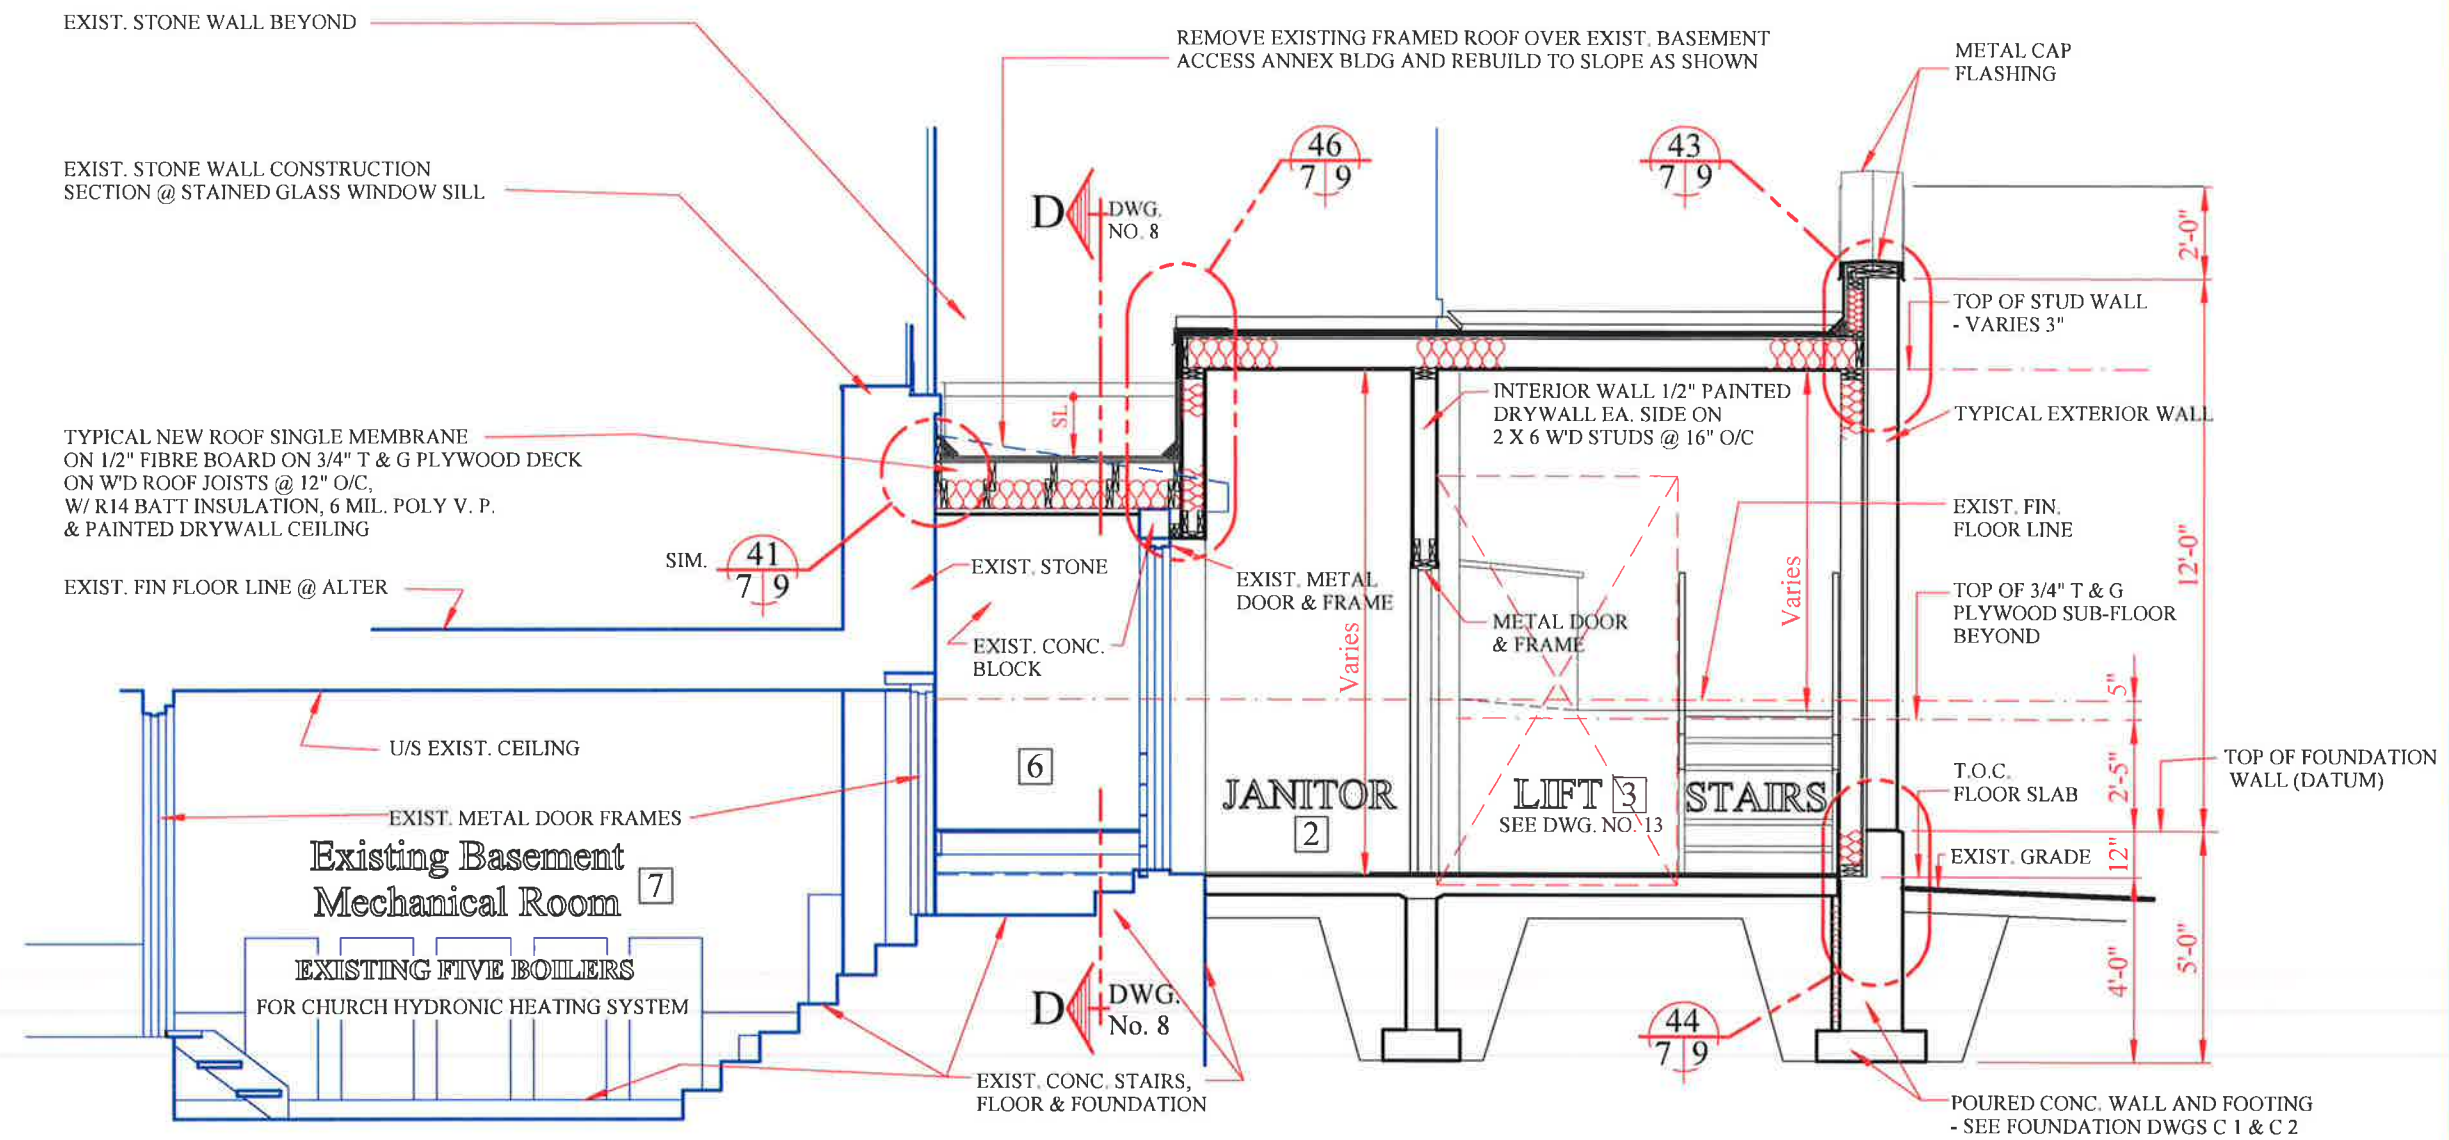 EXIST. STONE WALL BEYOND
REMOVE EXISTING FRAMED ROOF OVER EXIST. BASEMENT
ACCESS ANNEX BLDG AND REBUILD TO SLOPE AS SHOWN
METAL CAP
FLASHING
EXIST. STONE WALL CONSTRUCTION
SECTION @ STAINED GLASS WINDOW SILL
D
DWG.
NO. 8
46
7 9
43
7 9
2'-0"
TOP OF STUD WALL
- VARIES 3"
SL
INTERIOR WALL 1/2" PAINTED
DRYWALL EA. SIDE ON
2 X 6 W'D STUDS @ 16" O/C
TYPICAL EXTERIOR WALL
TYPICAL NEW ROOF SINGLE MEMBRANE
ON 1/2" FIBRE BOARD ON 3/4" T & G PLYWOOD DECK
ON W'D ROOF JOISTS @ 12" O/C,
W/ R14 BATT INSULATION, 6 MIL. POLY V. P.
& PAINTED DRYWALL CEILING
EXIST. FIN.
FLOOR LINE
12'-0"
SIM.
41
7 9
EXIST. STONE
EXIST. METAL
DOOR & FRAME
EXIST. FIN FLOOR LINE @ ALTER
METAL DOOR
& FRAME
Varies
Varies
TOP OF 3/4" T & G
PLYWOOD SUB-FLOOR
BEYOND
EXIST. CONC.
BLOCK
5"
U/S EXIST. CEILING
6
JANITOR
2
LIFT 3
SEE DWG. NO. 13
STAIRS
T.O.C.
FLOOR SLAB
2'-5"
TOP OF FOUNDATION
WALL (DATUM)
EXIST. METAL DOOR FRAMES
Existing Basement
Mechanical Room
7
EXIST. GRADE
12"
EXISTING FIVE BOILERS
FOR CHURCH HYDRONIC HEATING SYSTEM
D
DWG.
No. 8
44
7 9
4'-0"
5'-0"
EXIST. CONC. STAIRS,
FLOOR & FOUNDATION
POURED CONC. WALL AND FOOTING
- SEE FOUNDATION DWGS C 1 & C 2